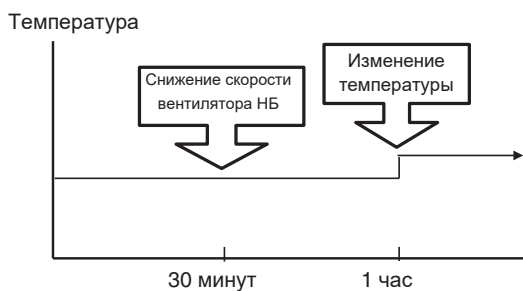 Температура
Снижение скорости
вентилятора НБ
Изменение
температуры
30 минут
1 час